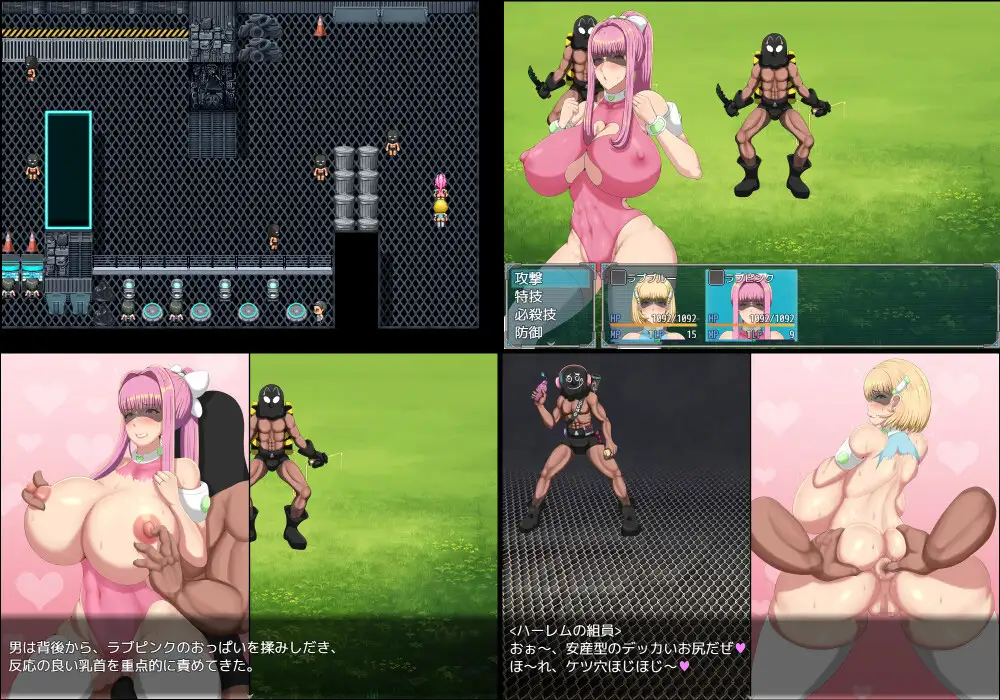 攻撃
特技
必殺技
防御
ラブブルー
HP 1092/1092
TLP 15
ラブピンク
HP 1092/1092
TLP 9
男は背後から、ラブピンクのおっぱいを揉みしだき、
反応の良い乳首を重点的に責めてきた。
<ハーレムの組員>
おぉ~、安産型のデッカいお尻だぜ♥
ほ~れ、ケツ穴ほじほじ~♥